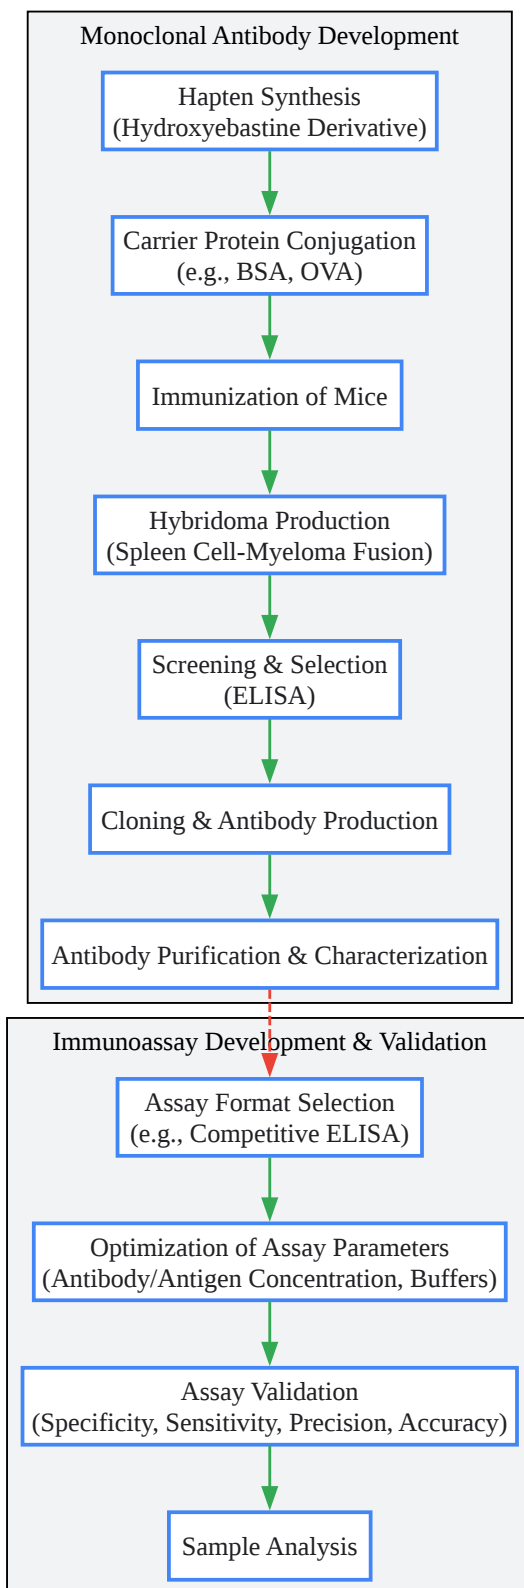 Monoclonal Antibody Development
Hapten Synthesis
(Hydroxyebastine Derivative)
Carrier Protein Conjugation
(e.g., BSA, OVA)
Immunization of Mice
Hybridoma Production
(Spleen Cell-Myeloma Fusion)
Screening & Selection
(ELISA)
Cloning & Antibody Production
Antibody Purification & Characterization
Immunoassay Development & Validation
Assay Format Selection
(e.g., Competitive ELISA)
Optimization of Assay Parameters
(Antibody/Antigen Concentration, Buffers)
Assay Validation
(Specificity, Sensitivity, Precision, Accuracy)
Sample Analysis